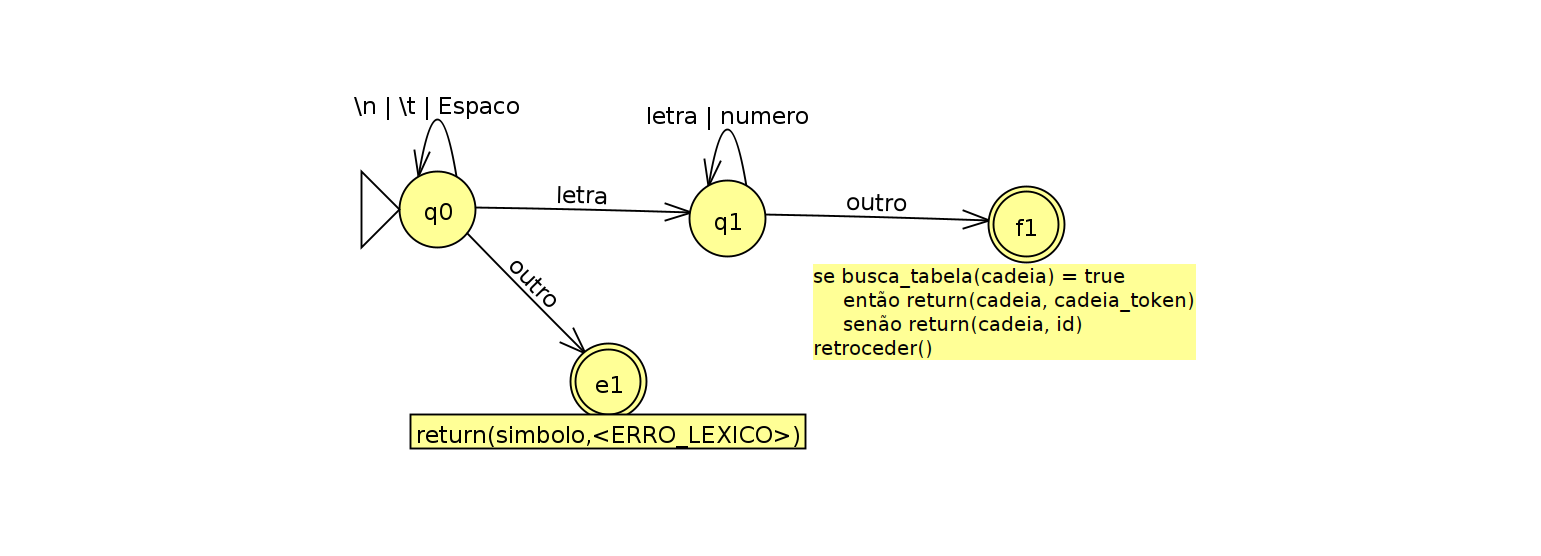 \n | \t | Espaco
letra | numero
letra
outro
q0
q1
f1
outro
se busca_tabela(cadeia) = true
então return(cadeia, cadeia_token)
senão return(cadeia, id)
retroceder()
e1
return(simbolo,<ERRO_LEXICO>)